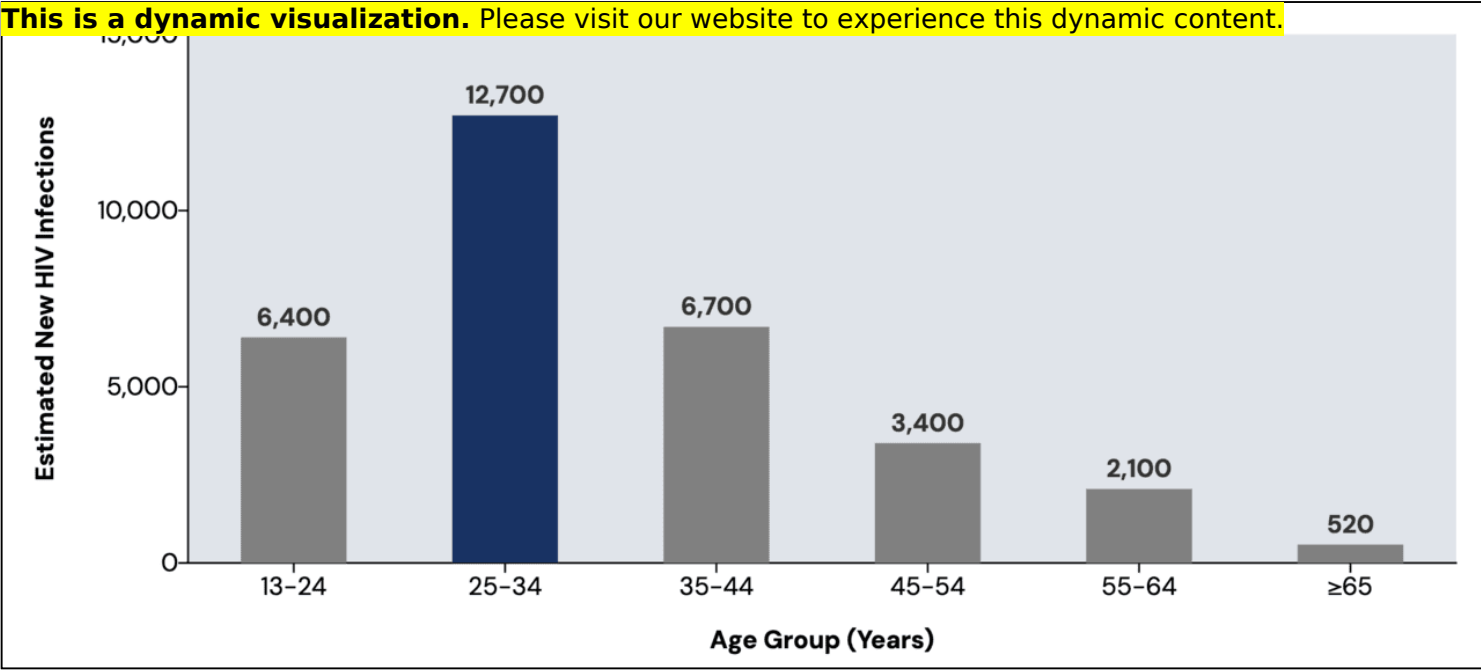 This is a dynamic visualization. Please visit our website to experience this dynamic content.
15,000
12,700
Estimated New HIV Infections
10,000
6,400
6,700
5,000
3,400
2,100
520
0
13–24 25–34 35–44 45–54 55–64 ≥65
Age Group (Years)